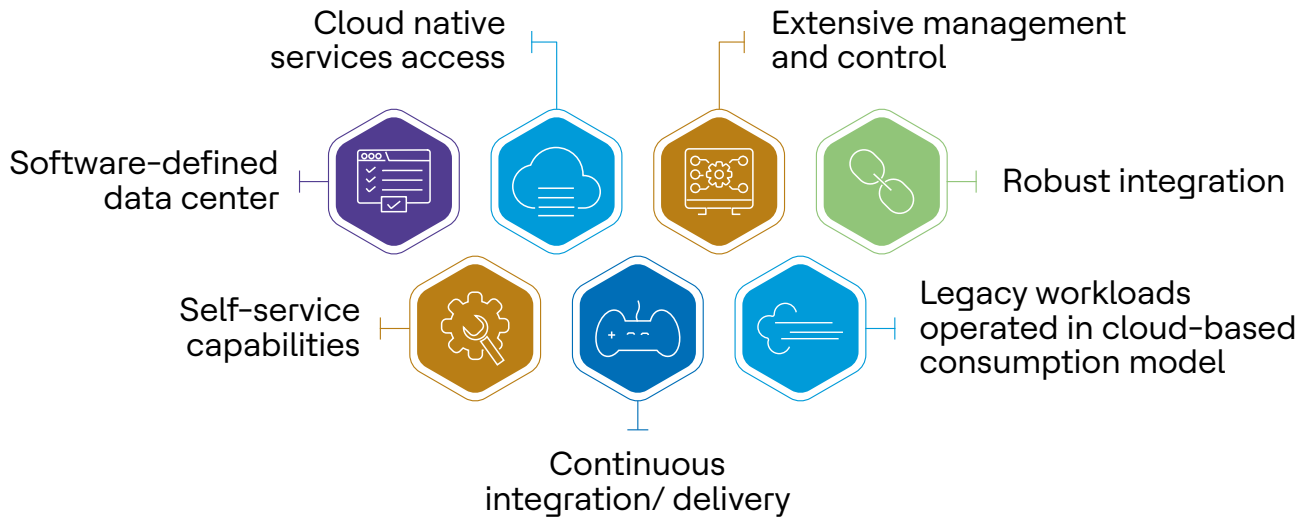 Cloud native
services access
Extensive management
and control
Software-defined
data center
Robust integration
Self-service
capabilities
Legacy workloads
operated in cloud-based
consumption model
Continuous
integration/ delivery